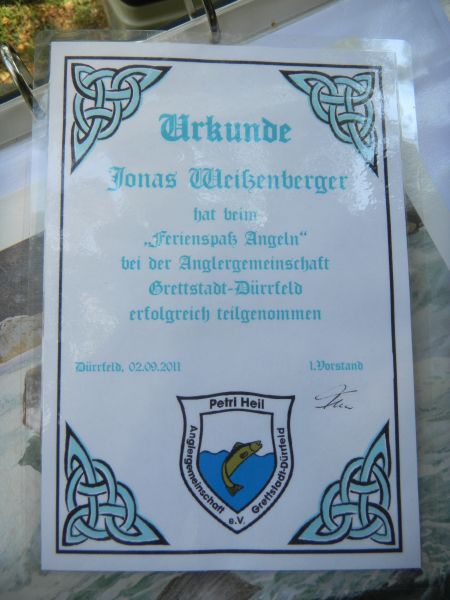 Urkunde
Jonas Weißenberger
hat beim
„Ferienspaß Angeln“
bei der Anglergemeinschaft
Grettstadt-Dürrfeld
erfolgreich teilgenommen
Dürrfeld, 02.09.2011
1.Vorstand
Petri Heil
Anglergemeinschaft
Grettstadt-Dürrfeld
e.V.